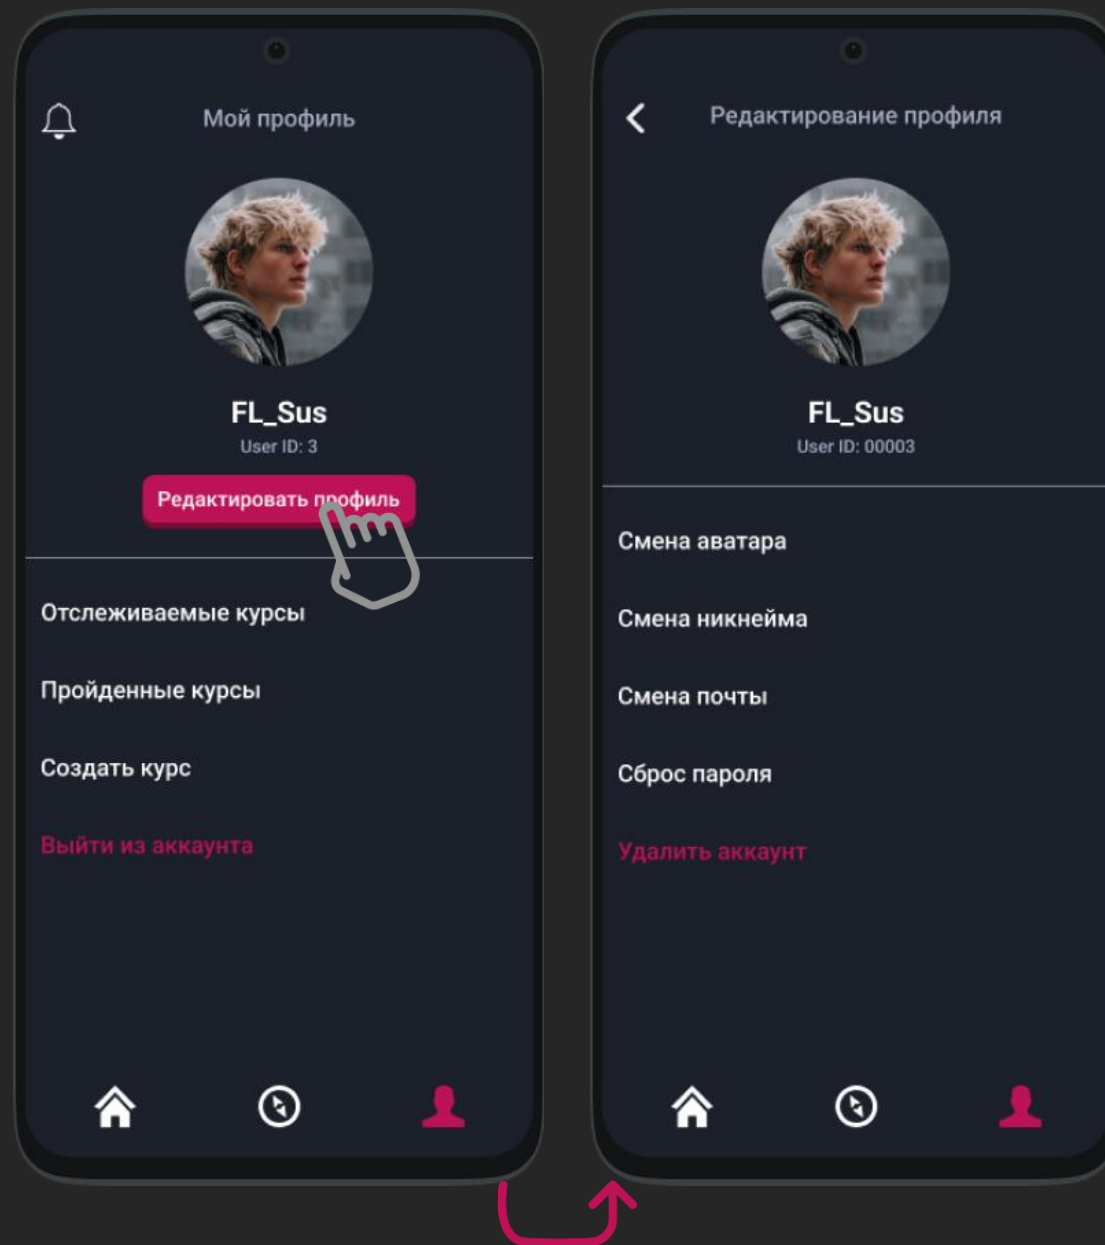 Мой профиль
FL_Sus
User ID: 3
Редактировать профиль
Отслеживаемые курсы
Пройденные курсы
Создать курс
Выйти из аккаунта
Редактирование профиля
FL_Sus
User ID: 00003
Смена аватара
Смена никнейма
Смена почты
Сброс пароля
Удалить аккаунт